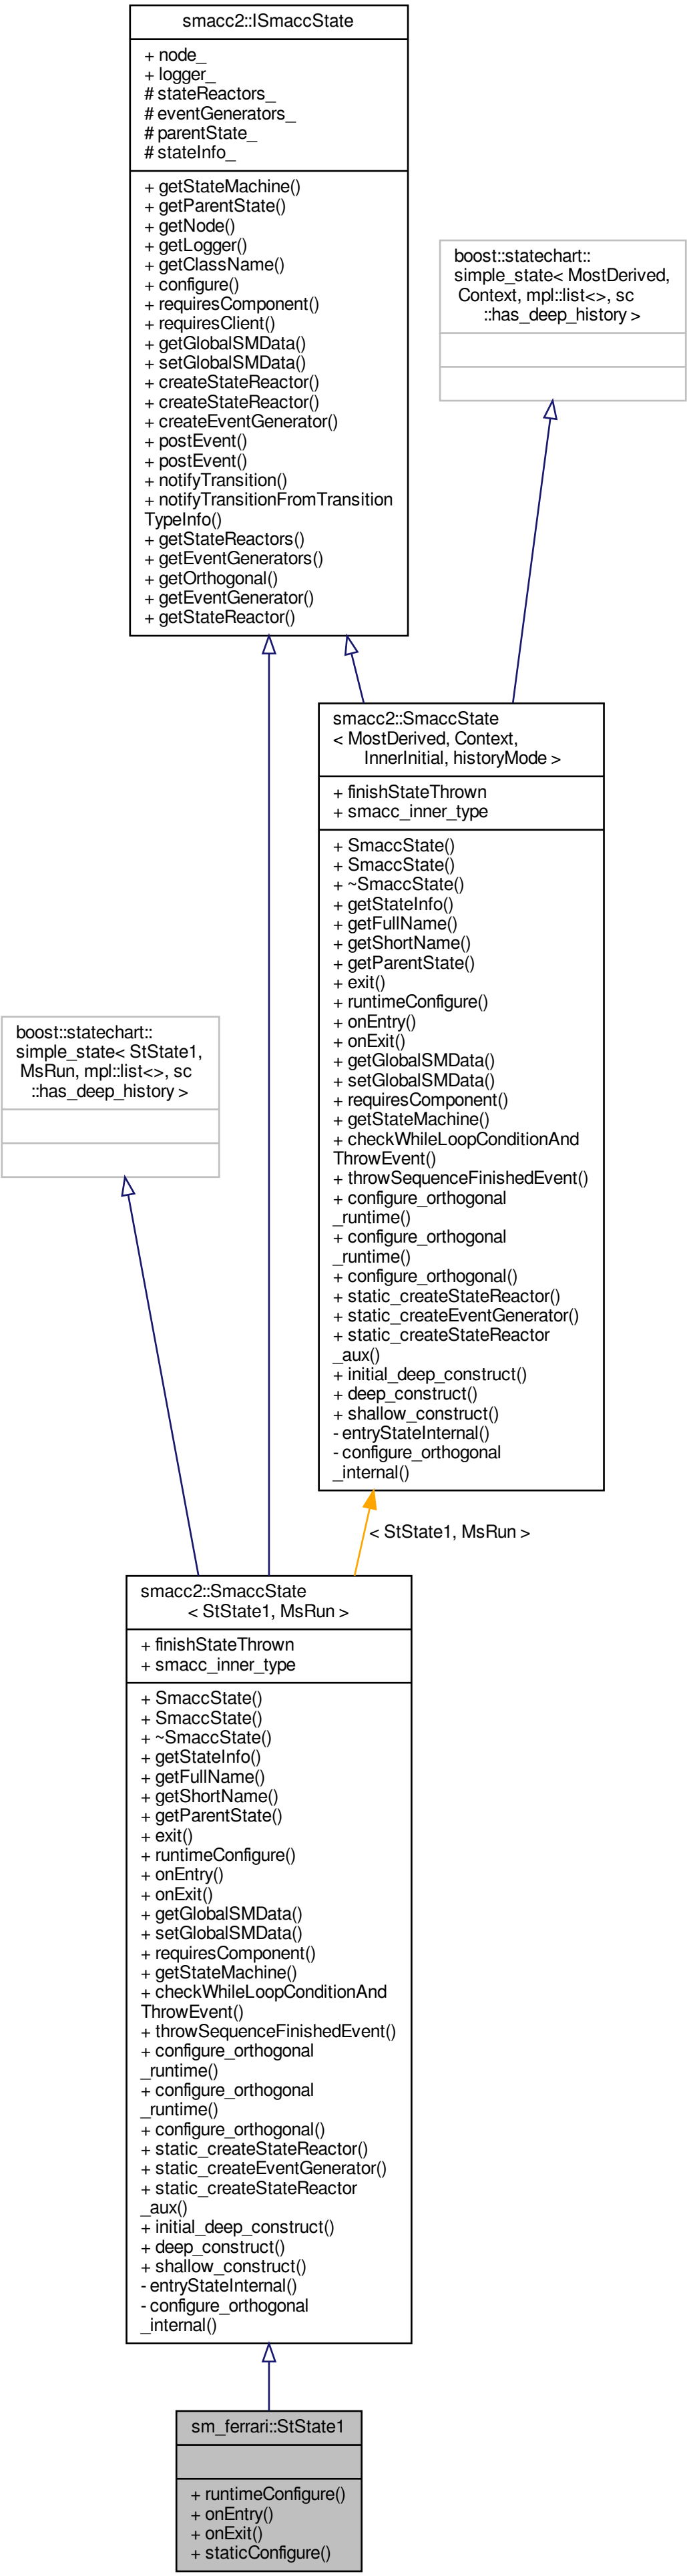 smacc2::ISmaccState
+ node_
+ logger_
# stateReactors_
# eventGenerators_
# parentState_
# stateInfo_
+ getStateMachine()
+ getParentState()
+ getNode()
+ getLogger()
+ getClassName()
+ configure()
+ requiresComponent()
+ requiresClient()
+ getGlobalSMData()
+ setGlobalSMData()
+ createStateReactor()
+ createStateReactor()
+ createEventGenerator()
+ postEvent()
+ postEvent()
+ notifyTransition()
+ notifyTransitionFromTransition
TypeInfo()
+ getStateReactors()
+ getEventGenerators()
+ getOrthogonal()
+ getEventGenerator()
+ getStateReactor()
boost::statechart::
simple_state< MostDerived,
Context, mpl::list<>, sc
::has_deep_history >
smacc2::SmaccState
< MostDerived, Context,
InnerInitial, historyMode >
+ finishStateThrown
+ smacc_inner_type
+ SmaccState()
+ SmaccState()
+ ~SmaccState()
+ getStateInfo()
+ getFullName()
+ getShortName()
+ getParentState()
+ exit()
+ runtimeConfigure()
+ onEntry()
+ onExit()
+ getGlobalSMData()
+ setGlobalSMData()
+ requiresComponent()
+ getStateMachine()
+ checkWhileLoopConditionAnd
ThrowEvent()
+ throwSequenceFinishedEvent()
+ configure_orthogonal
_runtime()
+ configure_orthogonal
_runtime()
+ configure_orthogonal()
+ static_createStateReactor()
+ static_createEventGenerator()
+ static_createStateReactor
_aux()
+ initial_deep_construct()
+ deep_construct()
+ shallow_construct()
- entryStateInternal()
- configure_orthogonal
_internal()
boost::statechart::
simple_state< StState1,
MsRun, mpl::list<>, sc
::has_deep_history >
< StState1, MsRun >
smacc2::SmaccState
< StState1, MsRun >
+ finishStateThrown
+ smacc_inner_type
+ SmaccState()
+ SmaccState()
+ ~SmaccState()
+ getStateInfo()
+ getFullName()
+ getShortName()
+ getParentState()
+ exit()
+ runtimeConfigure()
+ onEntry()
+ onExit()
+ getGlobalSMData()
+ setGlobalSMData()
+ requiresComponent()
+ getStateMachine()
+ checkWhileLoopConditionAnd
ThrowEvent()
+ throwSequenceFinishedEvent()
+ configure_orthogonal
_runtime()
+ configure_orthogonal
_runtime()
+ configure_orthogonal()
+ static_createStateReactor()
+ static_createEventGenerator()
+ static_createStateReactor
_aux()
+ initial_deep_construct()
+ deep_construct()
+ shallow_construct()
- entryStateInternal()
- configure_orthogonal
_internal()
sm_ferrari::StState1
+ runtimeConfigure()
+ onEntry()
+ onExit()
+ staticConfigure()